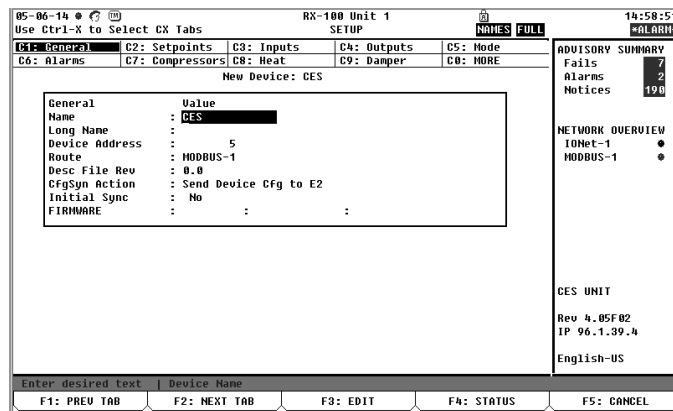 05-06-14 RX-100 Unit 1 14:58:5
Use Ctrl-X to Select CX Tabs SETUP NAMES FULL *ALARM
C1: General C2: Setpoints C3: Inputs C4: Outputs C5: Mode
C6: Alarms C7: Compressors C8: Heat C9: Damper C0: MORE
New Device: CES
General Value
Name : CES
Long Name :
Device Address : 5
Route : MODBUS-1
Desc File Rev : 0.0
CfgSyn Action : Send Device Cfg to E2
Initial Sync : No
FIRMWARE : : :
ADVISORY SUMMARY
Fails 7
Alarms 2
Notices 190
NETWORK OVERVIEW
IONet-1
MODBUS-1
CES UNIT
Rev 4.05F02
IP 96.1.39.4
English-US
Enter desired text | Device Name
F1: PREV TAB F2: NEXT TAB F3: EDIT F4: STATUS F5: CANCEL